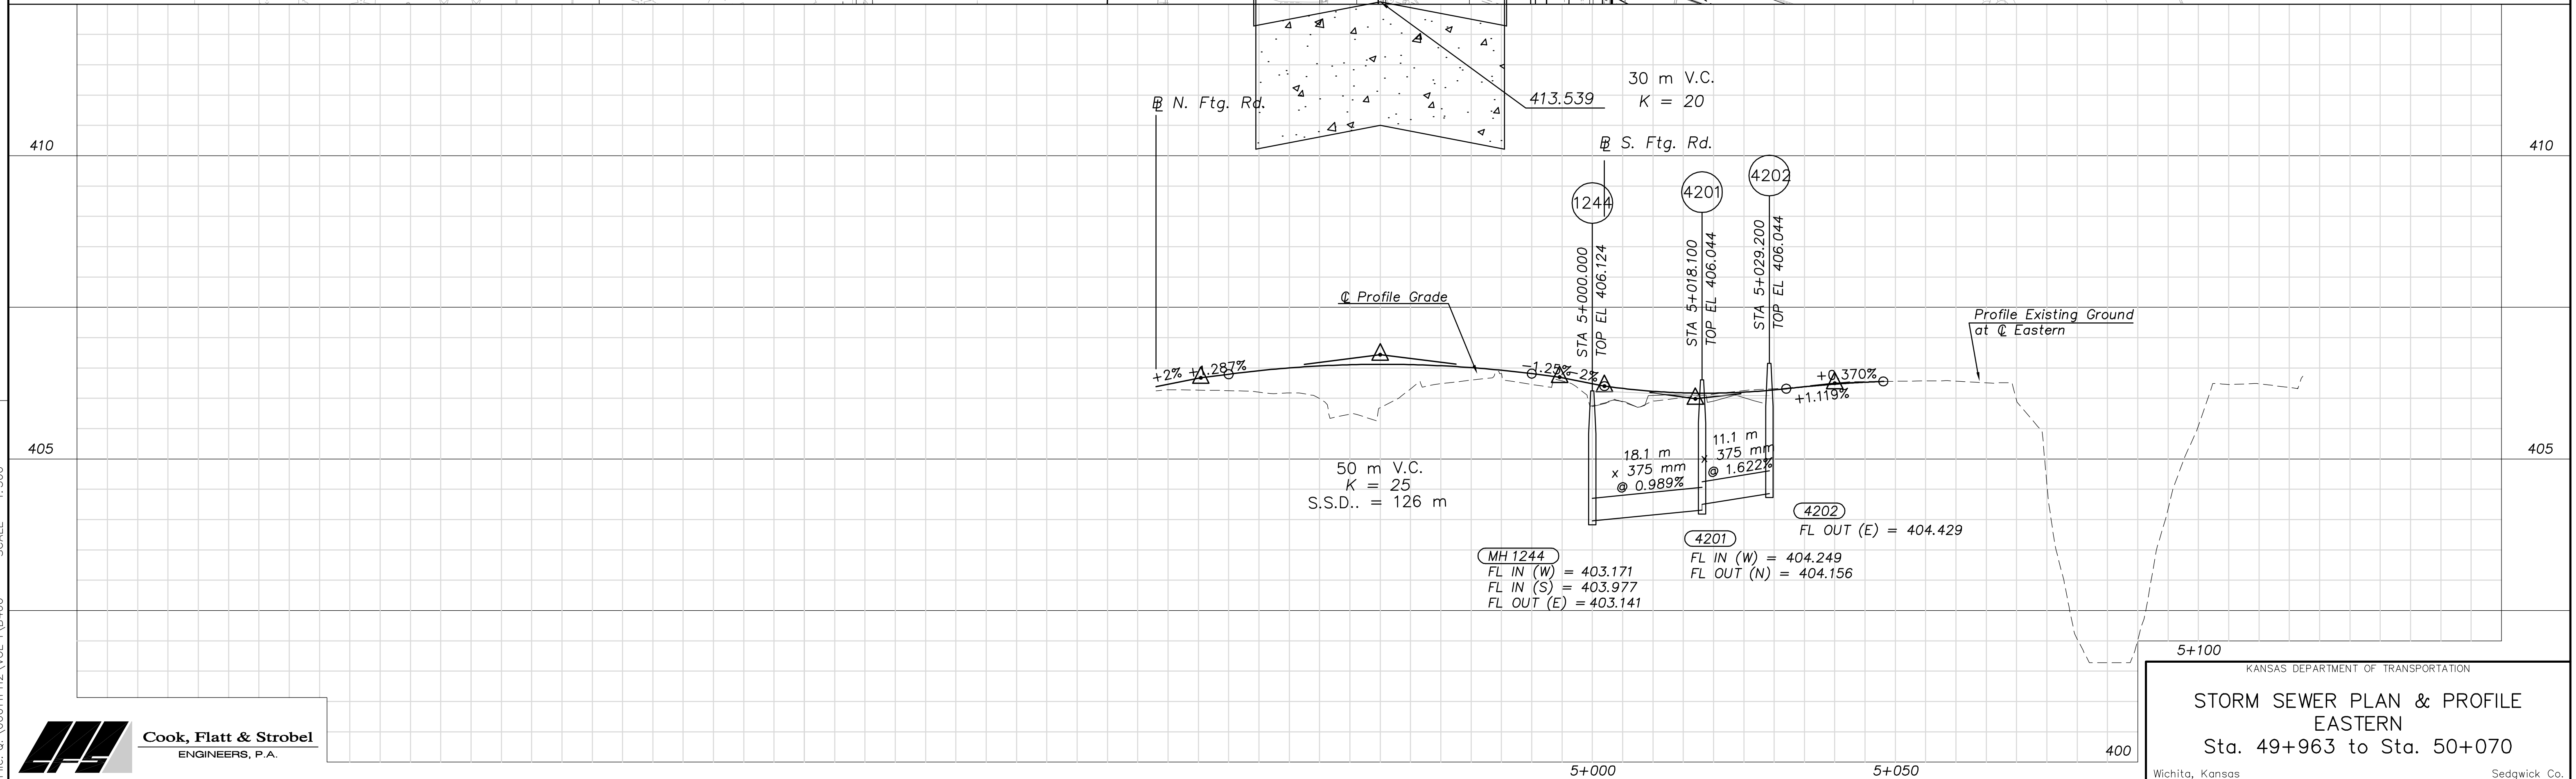 30 m V.C.
K = 20
413.539
℄ N. Ftg. Rd.
℄ S. Ftg. Rd.
410
410
1244
4201
4202
STA 5+000.000
TOP EL 406.124
STA 5+018.100
TOP EL 406.044
STA 5+029.200
TOP EL 406.044
℄ Profile Grade
Profile Existing Ground
at ℄ Eastern
+2%
+1.287%
-1.25%
-2%
+0.370%
+1.119%
405
405
50 m V.C.
K = 25
S.S.D.. = 126 m
18.1 m
x 375 mm
@ 0.989%
11.1 m
x 375 mm
@ 1.622%
4202
FL OUT (E) = 404.429
4201
FL IN (W) = 404.249
FL OUT (N) = 404.156
MH 1244
FL IN (W) = 403.171
FL IN (S) = 403.977
FL OUT (E) = 403.141
5+100
400
5+000
5+050
CFS
Cook, Flatt & Strobel
ENGINEERS, P.A.
KANSAS DEPARTMENT OF TRANSPORTATION
STORM SEWER PLAN & PROFILE
EASTERN
Sta. 49+963 to Sta. 50+070
Wichita, Kansas
Sedgwick Co.